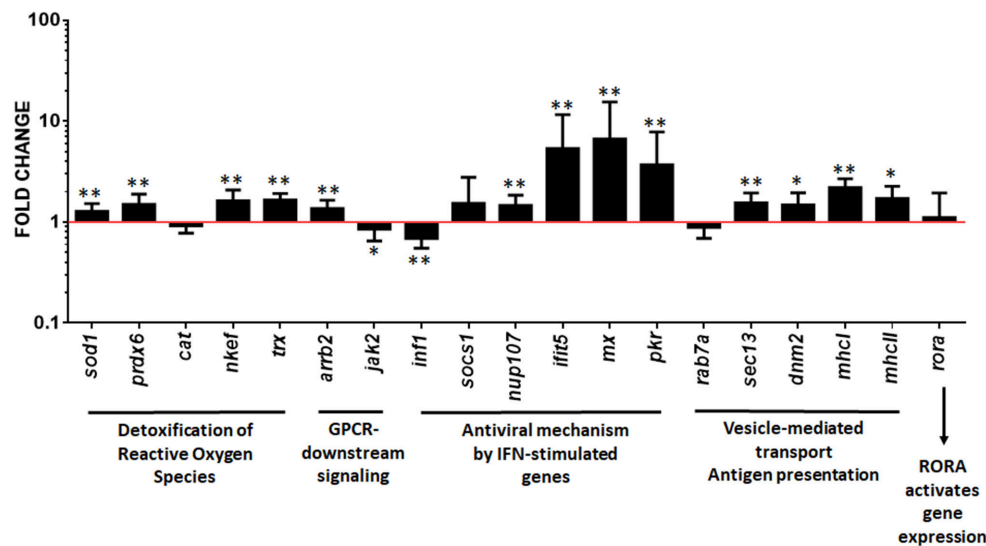 FOLD CHANGE
100
10
1
0.1
** ** ** ** ** * ** ** ** ** ** ** * ** *
sod1 prdx6 cat nkef trx arrb2 jak2 inf1 socs1 nup107 ifit5 mx pkr rab7a sec13 dnm2 mhcI mhcII rora
Detoxification of
Reactive Oxygen
Species
GPCR-
downstream
signaling
Antiviral mechanism
by IFN-stimulated
genes
Vesicle-mediated
transport
Antigen presentation
RORA
activates
gene
expression